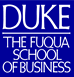 DUKE
THE FUQUA
SCHOOL
OF BUSINESS